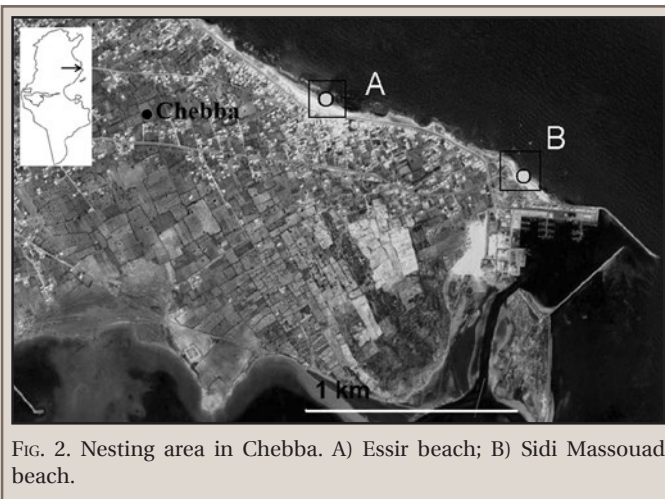 A
Chebba
B
1 km
FIG. 2. Nesting area in Chebba. A) Essir beach; B) Sidi Massouad
beach.